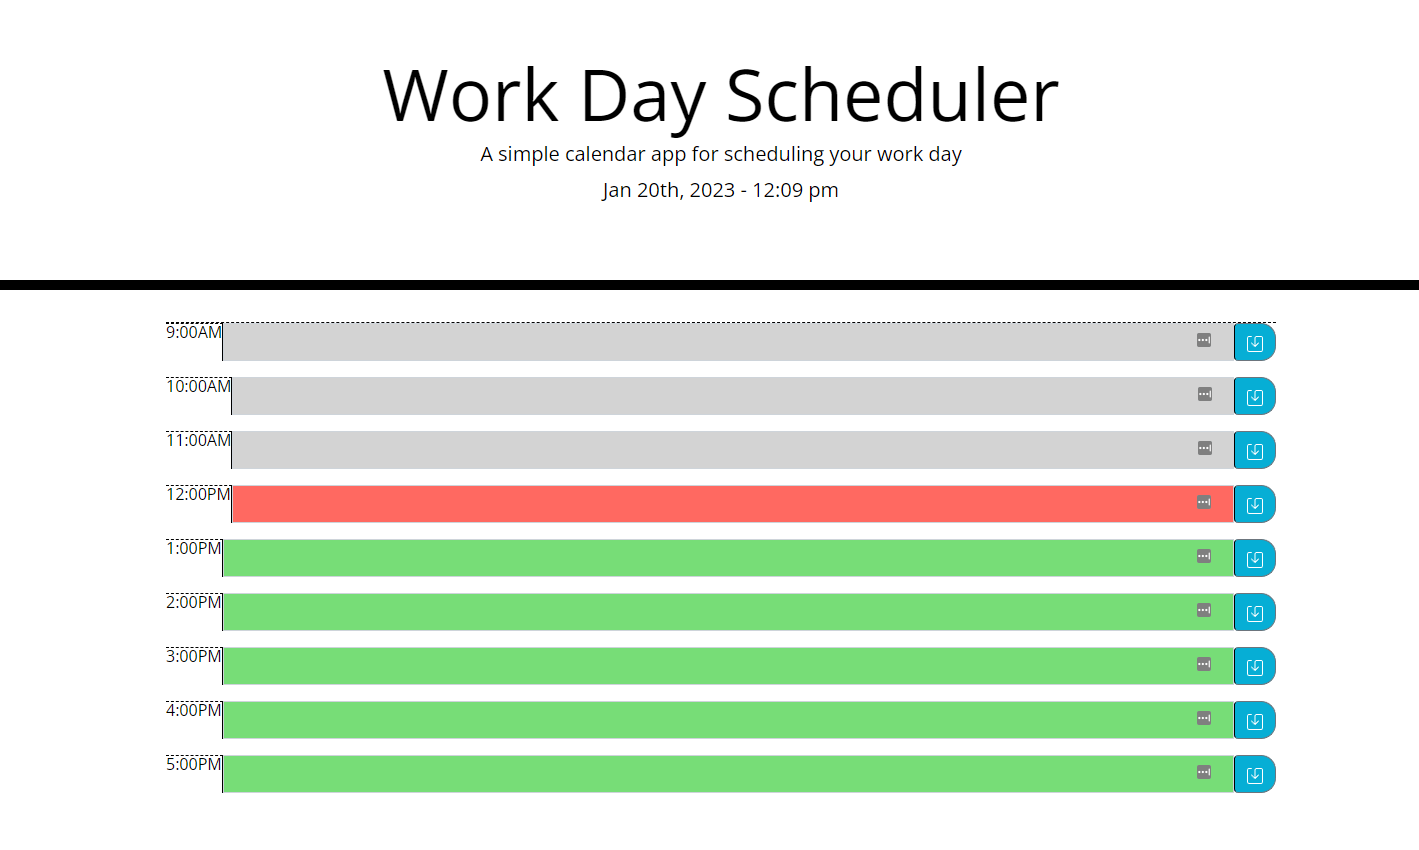 Work Day Scheduler
A simple calendar app for scheduling your work day
Jan 20th, 2023 - 12:09 pm
9:00AM
10:00AM
11:00AM
12:00PM
1:00PM
2:00PM
3:00PM
4:00PM
5:00PM